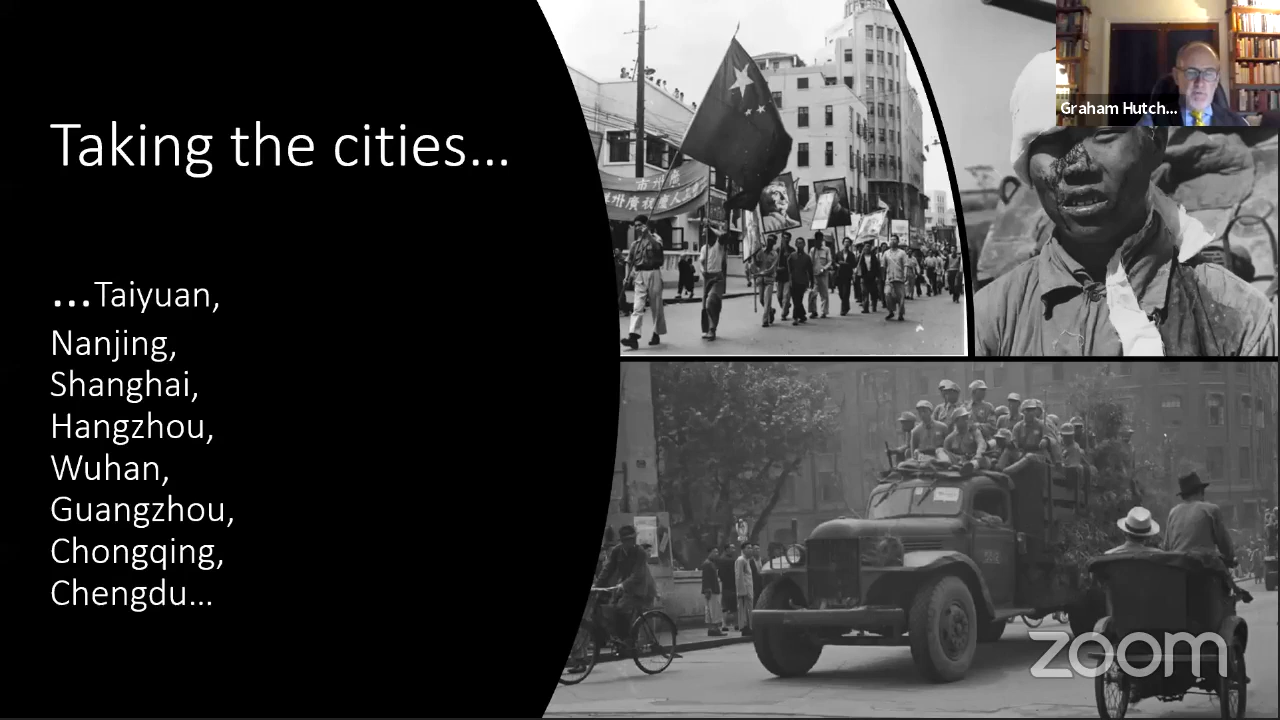 Taking the cities...
...Taiyuan,
Nanjing,
Shanghai,
Hangzhou,
Wuhan,
Guangzhou,
Chongqing,
Chengdu...
Graham Hutch...
zoom